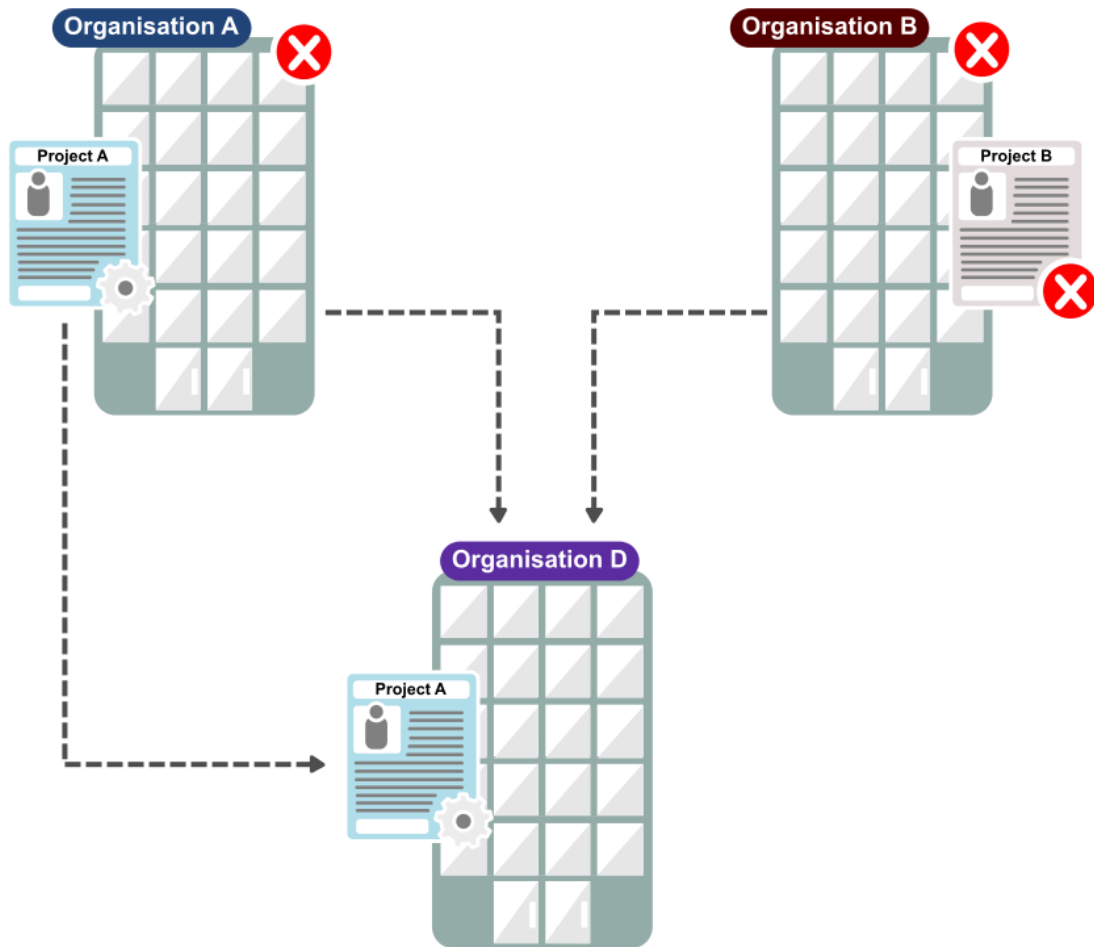 Organisation A
Organisation B
Project A
Project B
Organisation D
Project A